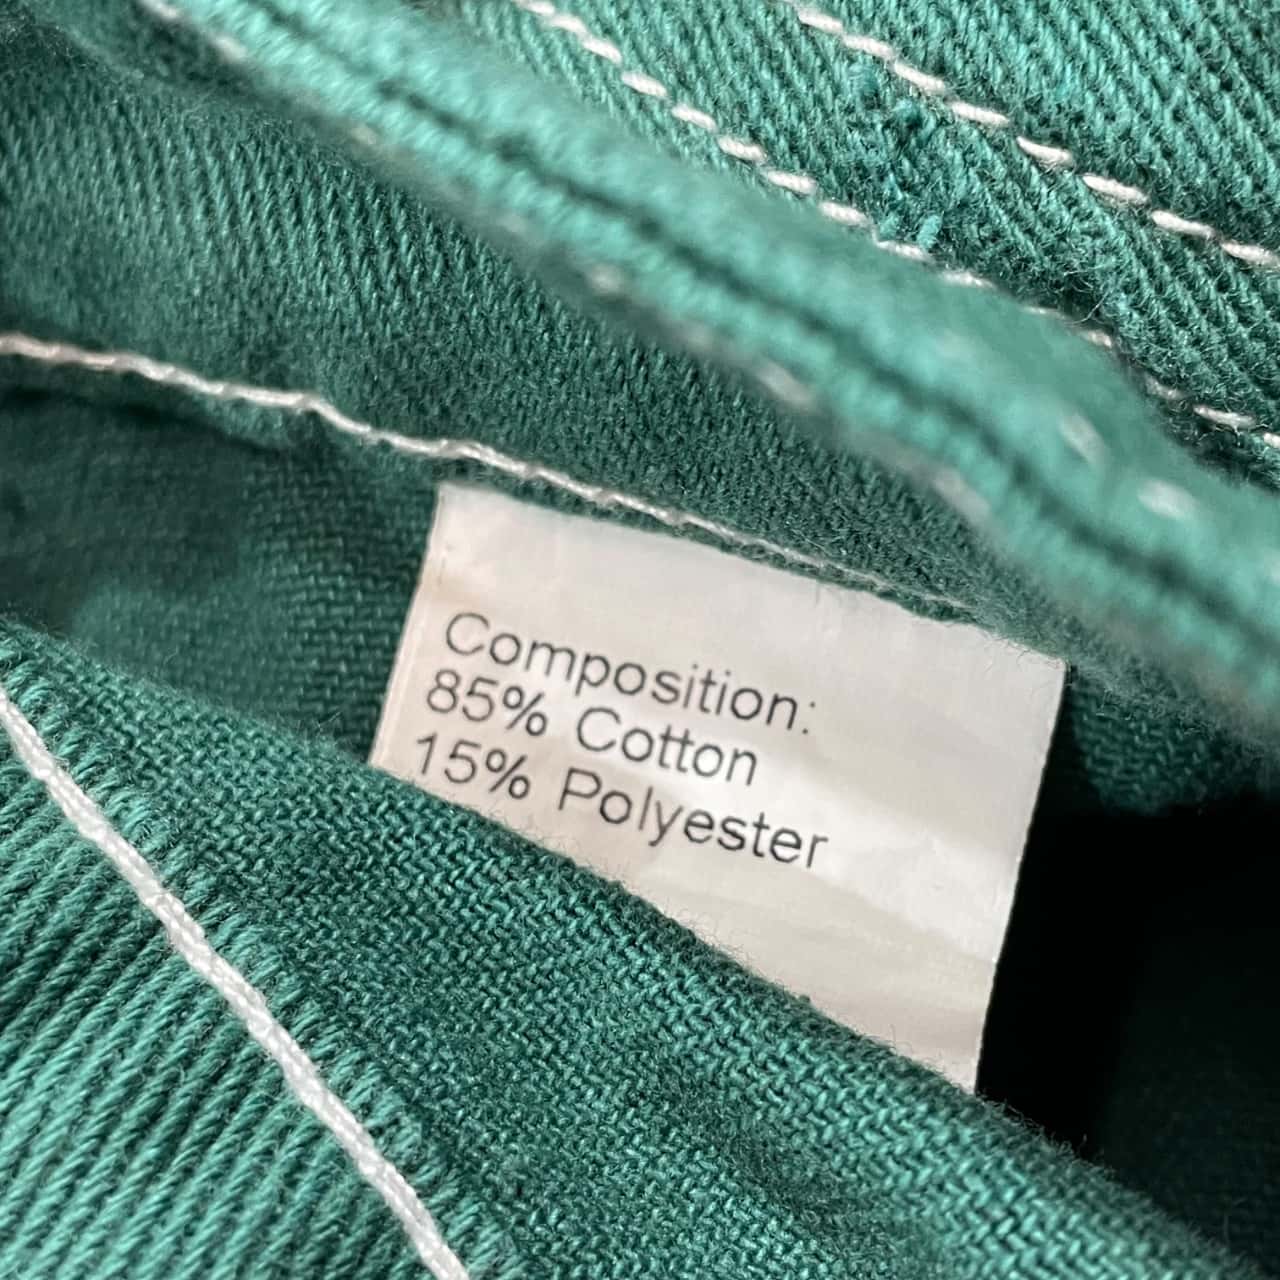 Composition:
85% Cotton
15% Polyester